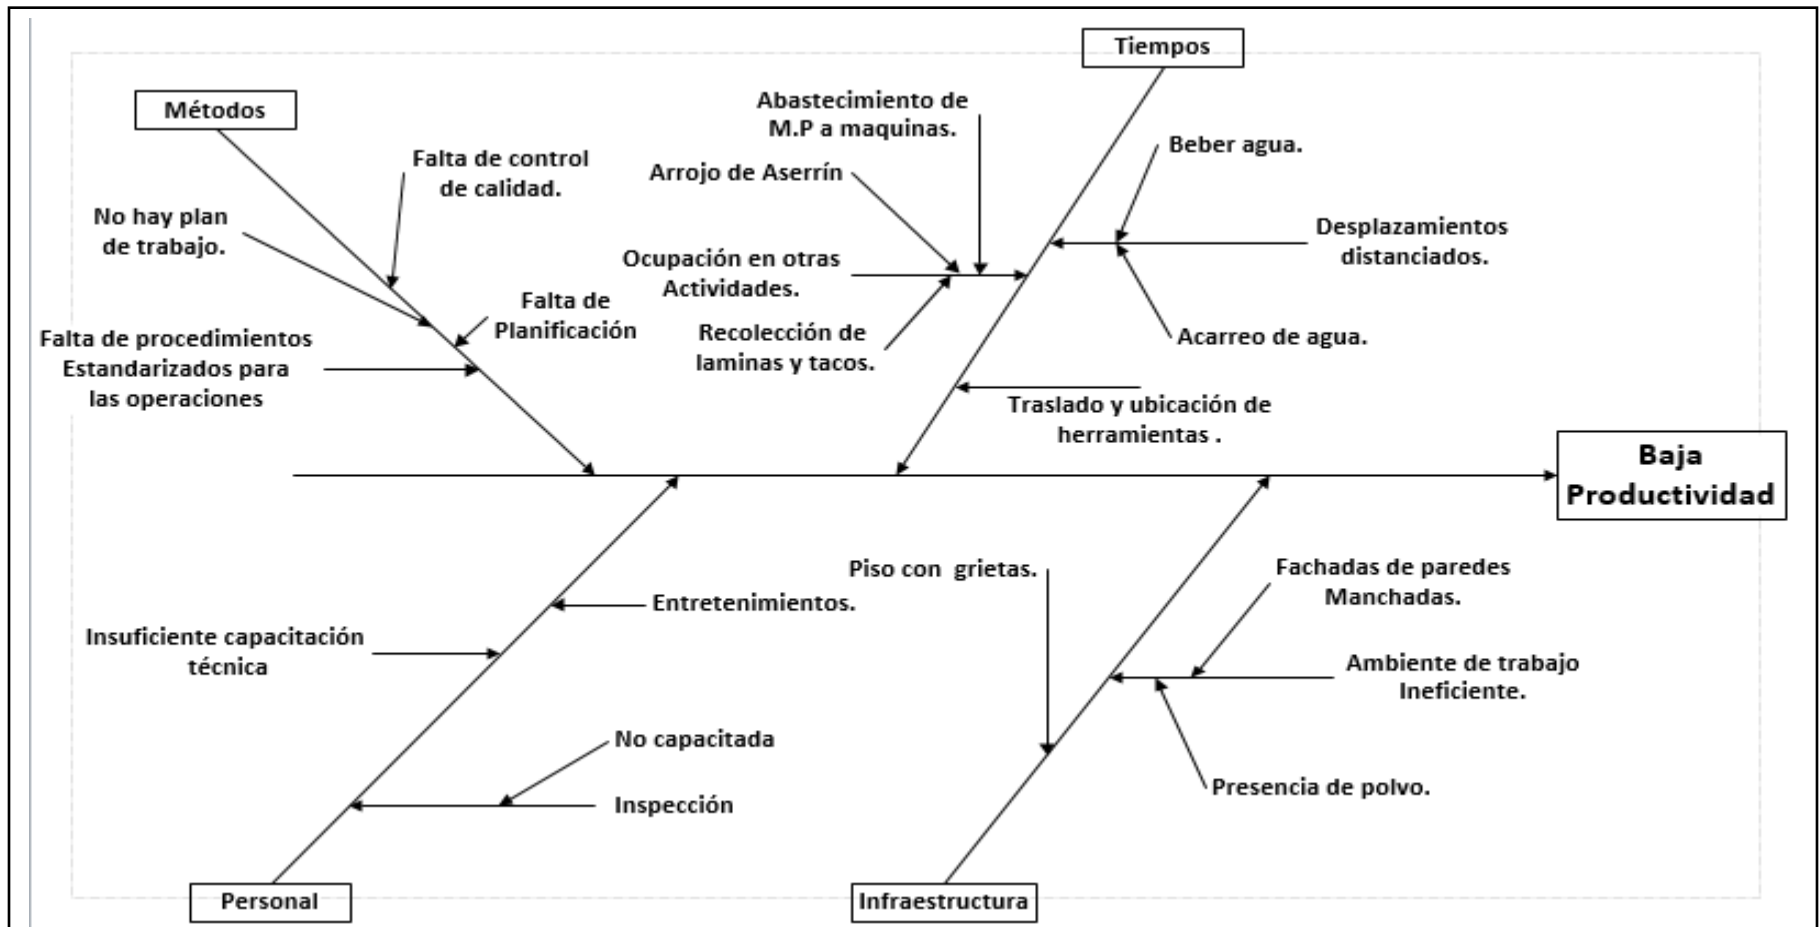 Tiempos
Métodos
Abastecimiento de
M.P a maquinas.
Falta de control
de calidad.
Arrojo de Aserrín
Beber agua.
No hay plan
de trabajo.
Desplazamientos
distanciados.
Ocupación en otras
Actividades.
Falta de
Planificación
Recolección de
laminas y tacos.
Acarreo de agua.
Falta de procedimientos
Estandarizados para
las operaciones
Traslado y ubicación de
herramientas .
Baja
Productividad
Piso con grietas.
Fachadas de paredes
Manchadas.
Entretenimientos.
Insuficiente capacitación
técnica
Ambiente de trabajo
Ineficiente.
No capacitada
Presencia de polvo.
Inspección
Personal
Infraestructura